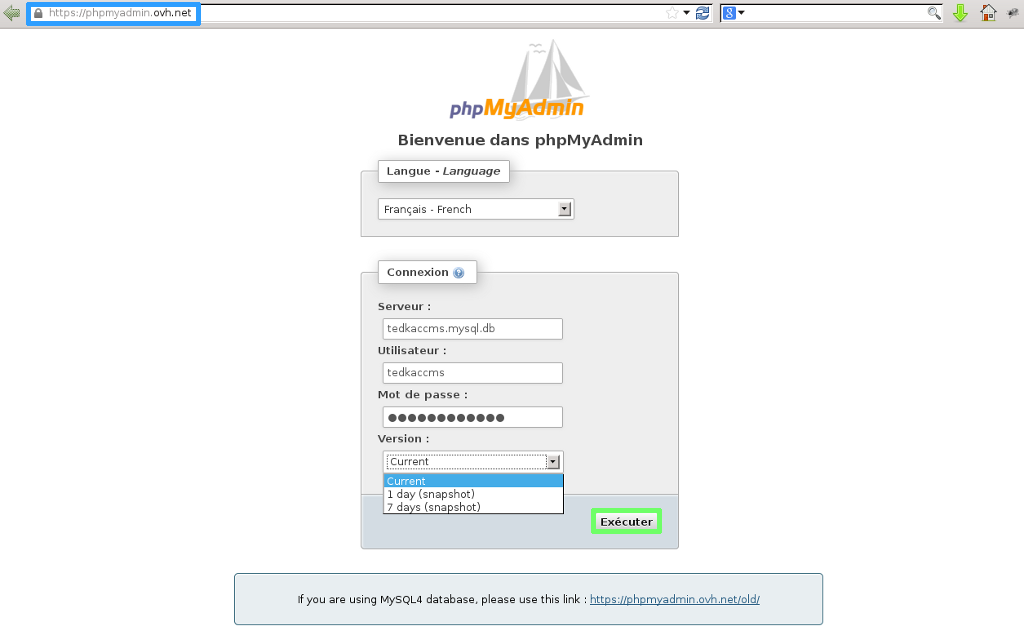 https://phpmyadmin.ovh.net
phpMyAdmin
Bienvenue dans phpMyAdmin
Langue - Language
Français - French
Connexion
Serveur :
tedkaccms.mysql.db
Utilisateur :
tedkaccms
Mot de passe :
●●●●●●●●●●●●
Version :
Current
Current
1 day (snapshot)
7 days (snapshot)
Exécuter
If you are using MySQL4 database, please use this link : https://phpmyadmin.ovh.net/old/